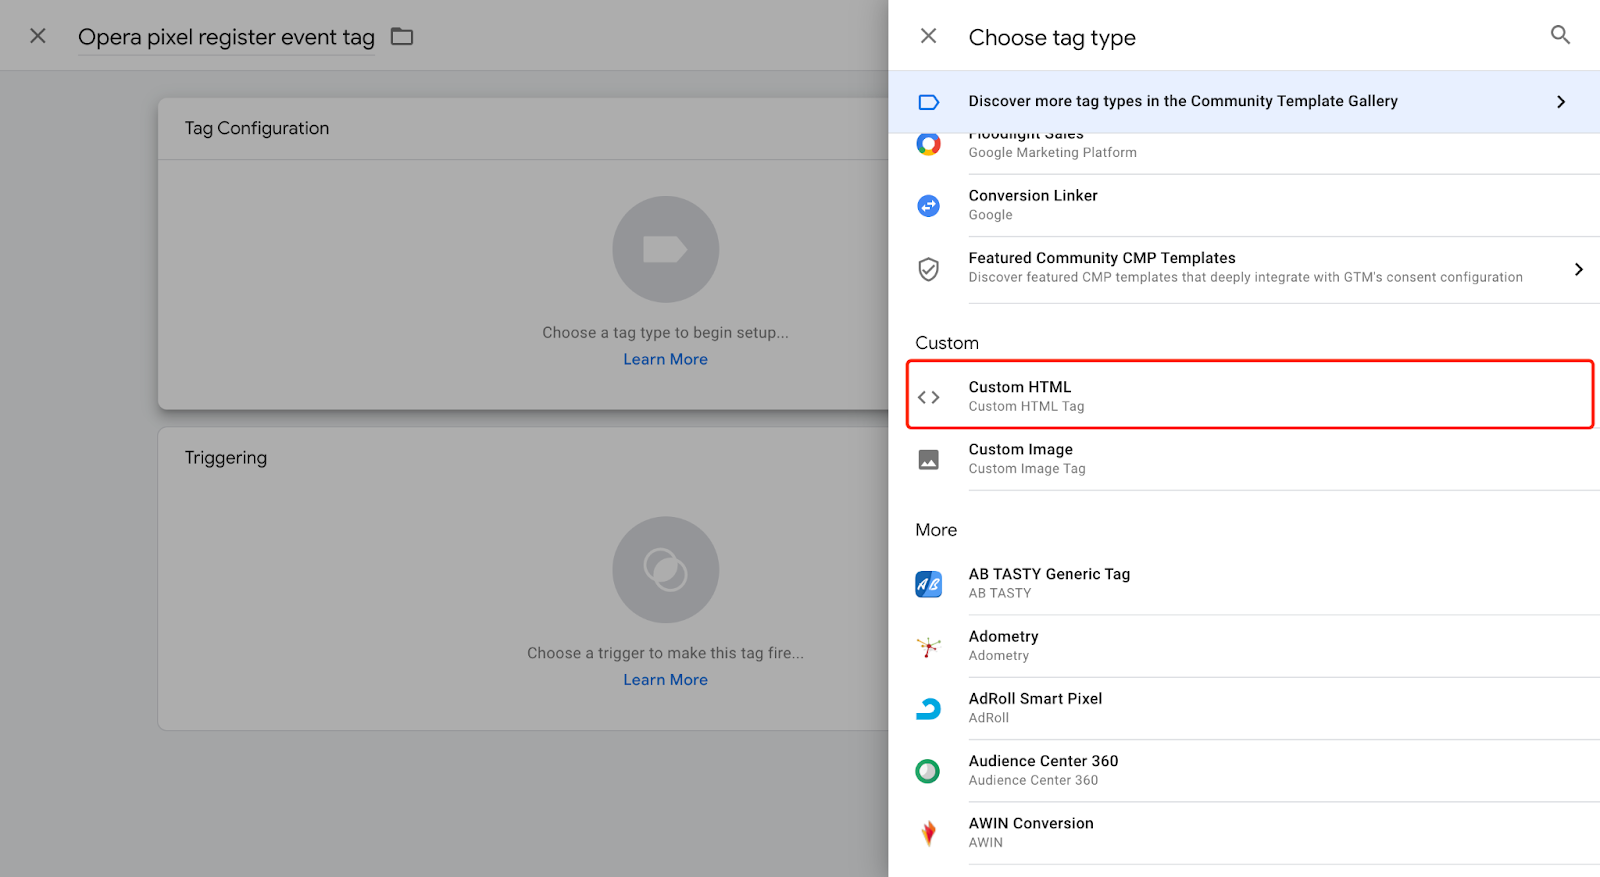 Opera pixel register event tag
Tag Configuration
Choose a tag type to begin setup...
Learn More
Triggering
Choose a trigger to make this tag fire...
Learn More
Choose tag type
Discover more tag types in the Community Template Gallery
Floodlight Sales
Google Marketing Platform
Conversion Linker
Google
Featured Community CMP Templates
Discover featured CMP templates that deeply integrate with GTM's consent configuration
Custom
Custom HTML
Custom HTML Tag
Custom Image
Custom Image Tag
More
AB
AB TASTY Generic Tag
AB TASTY
Adometry
Adometry
AdRoll Smart Pixel
AdRoll
Audience Center 360
Audience Center 360
AWIN Conversion
AWIN